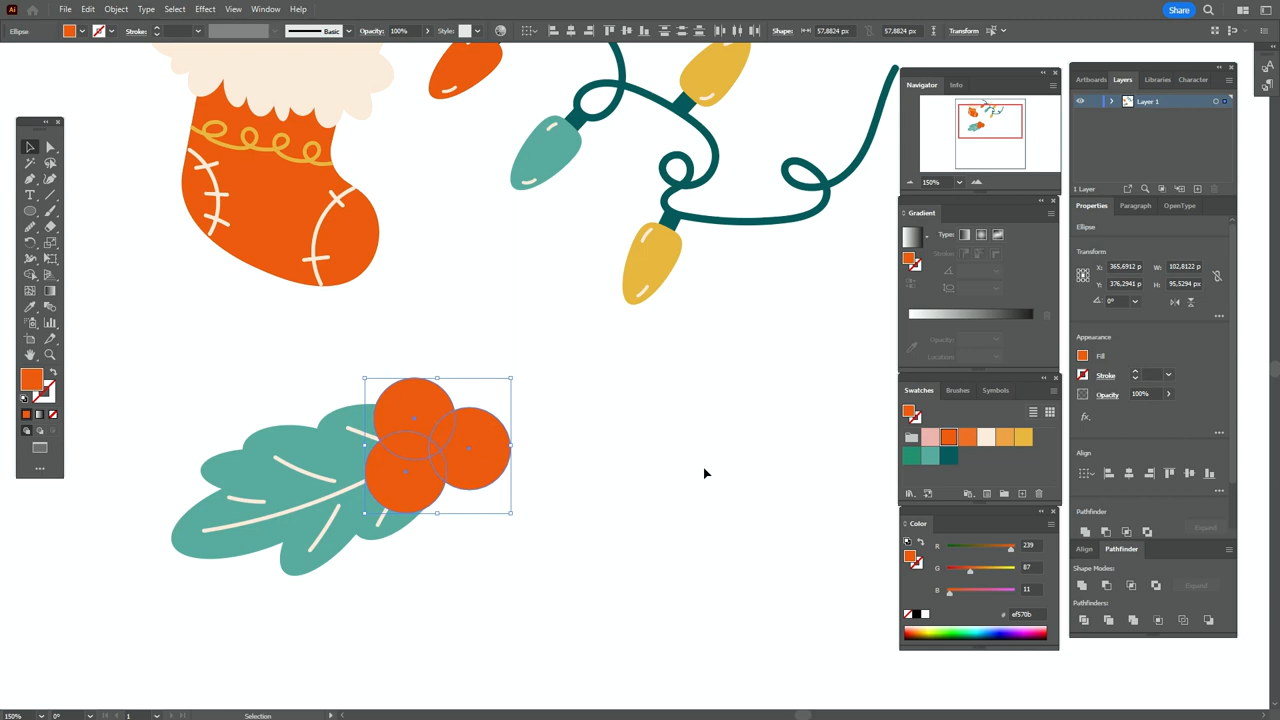 Ai File Edit Object Type Select Effect View Window Help Share
Ellipse Stroke: Basic Opacity: 100% Style: Shape: 57,8824 px 57,8824 px Transform
Navigator Info
150%
Gradient
Type:
Stroke:
Opacity:
Location:
Swatches Brushes Symbols
Color
R 239
G 87
B 11
# ef570b
Artboards Layers Libraries Character
Layer 1
1 Layer
Properties Paragraph OpenType
Ellipse
Transform
X: 365,6912 p W: 102,8122 p
Y: 376,2941 p H: 95,5294 px
0°
Appearance
Fill
Stroke
Opacity 100%
fx.
Align
Pathfinder
Expand
Align Pathfinder
Shape Modes:
Expand
Pathfinders:
150% 0° 1 Selection